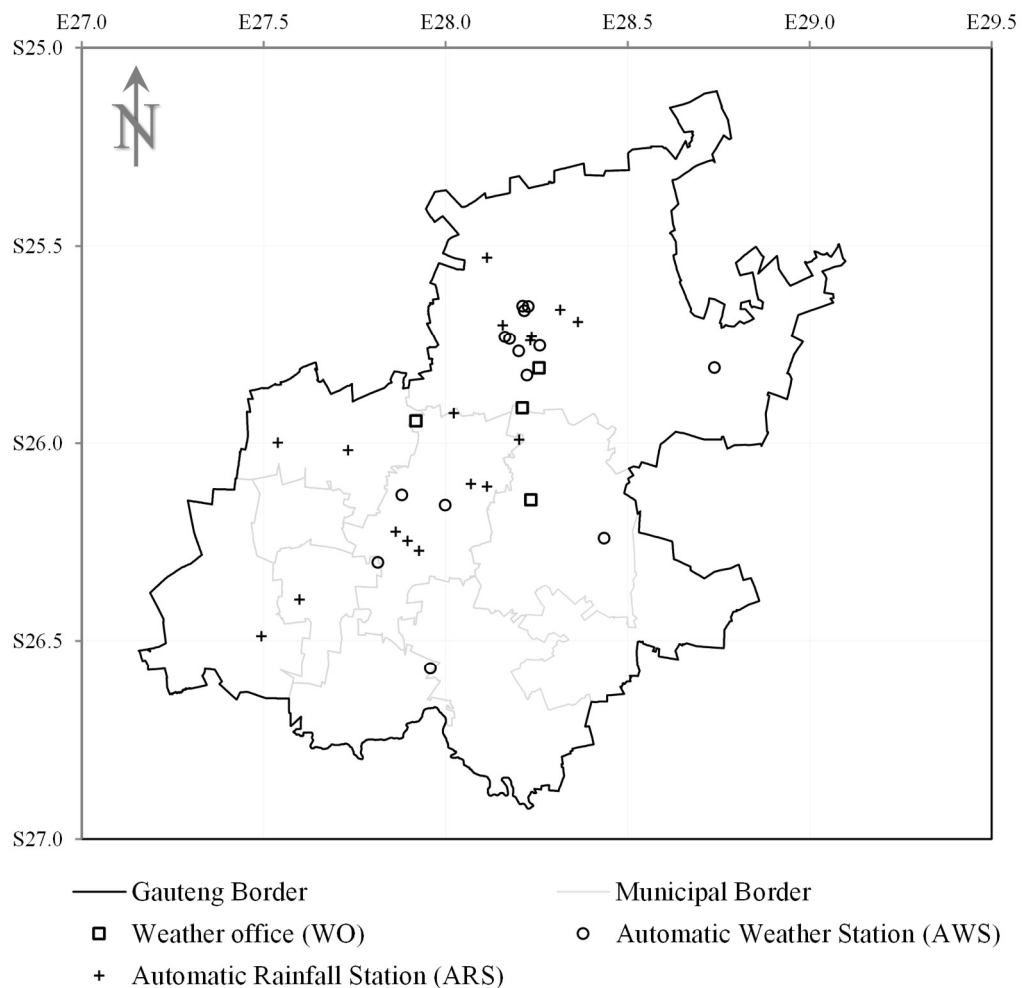 E27.0 E27.5 E28.0 E28.5 E29.0 E29.5
S25.0
N
S25.5
S26.0
S26.5
S27.0
Gauteng Border Municipal Border
Weather office (WO) Automatic Weather Station (AWS)
Automatic Rainfall Station (ARS)